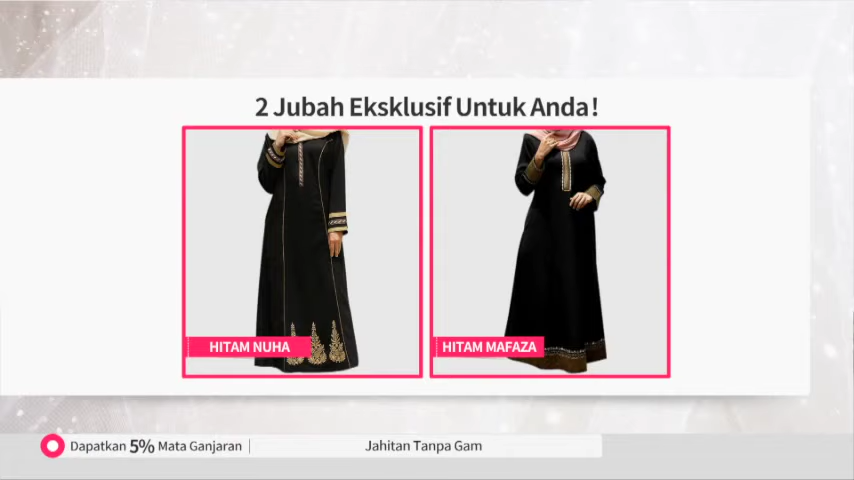 2 Jubah Eksklusif Untuk Anda!
HITAM NUHA
HITAM MAFAZA
Dapatkan 5% Mata Ganjaran
Jahitan Tanpa Gam